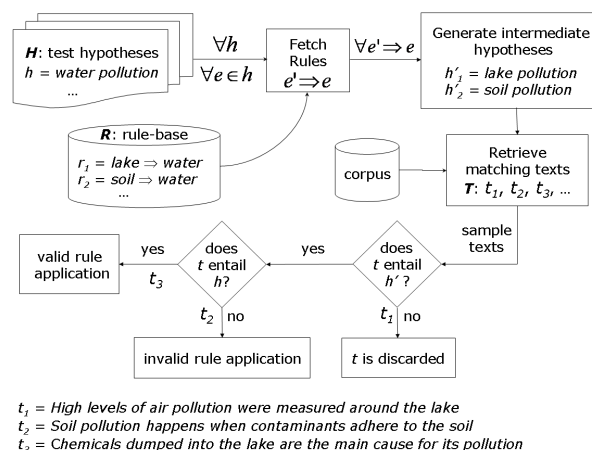 H: test hypotheses
h = water pollution
...
∀h
∀e∈h
Fetch
Rules
e'⇒e
∀e'⇒e
Generate intermediate
hypotheses
h'₁ = lake pollution
h'₂ = soil pollution
R: rule-base
r₁ = lake ⇒ water
r₂ = soil ⇒ water
...
corpus
Retrieve
matching texts
T: t₁, t₂, t₃, ...
sample
texts
valid rule
application
yes
t₃
does
t entail
h?
yes
does
t entail
h' ?
t₂ no
t₁ no
invalid rule application
t is discarded
t₁ = High levels of air pollution were measured around the lake
t₂ = Soil pollution happens when contaminants adhere to the soil
t₃ = Chemicals dumped into the lake are the main cause for its pollution